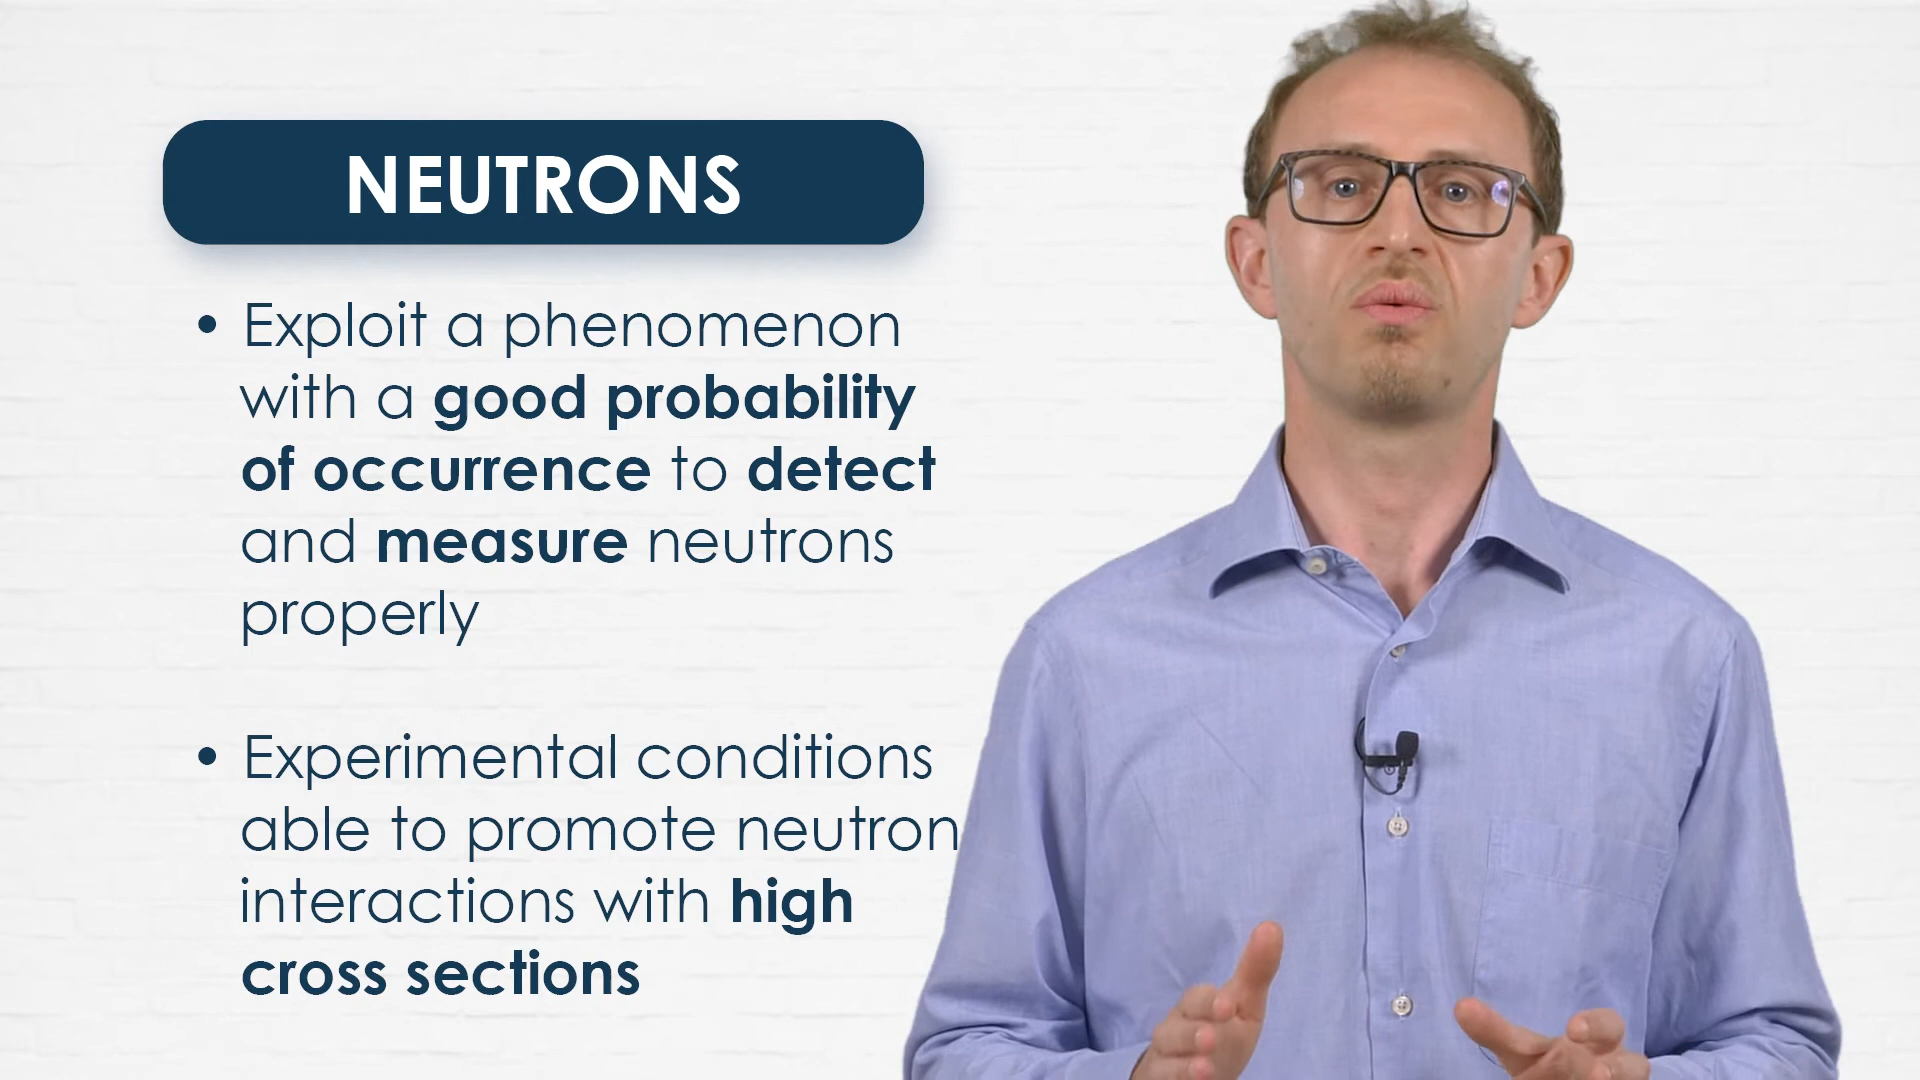 NEUTRONS
• Exploit a phenomenon
with a good probability
of occurrence to detect
and measure neutrons
properly
• Experimental conditions
able to promote neutron
interactions with high
cross sections